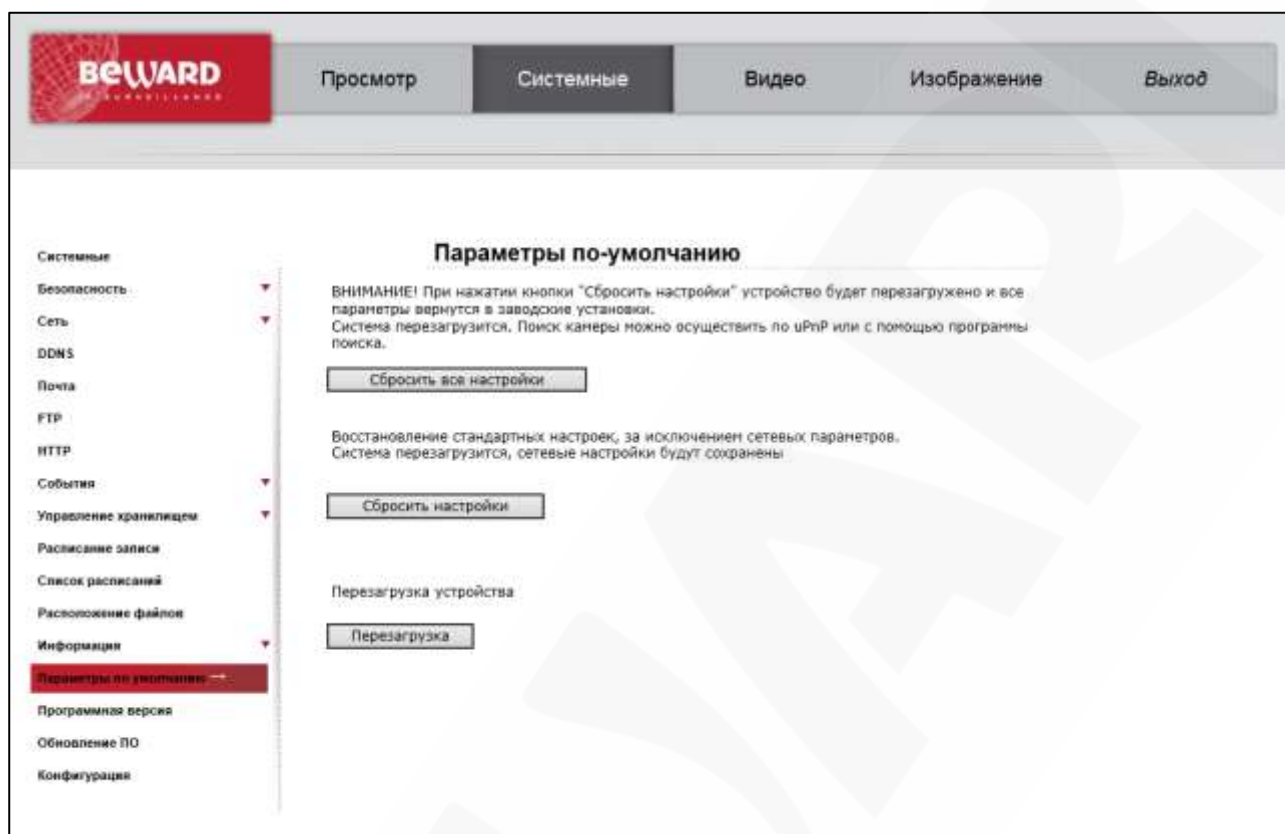 BEWARD
Просмотр
Системные
Видео
Изображение
Выход
Системные
Безопасность
Сеть
DDNS
Почта
FTP
HTTP
События
Управление хранилищем
Расписание записи
Список расписаний
Расположение файлов
Информация
Параметры по умолчанию →
Программная версия
Обновление ПО
Конфигурация
Параметры по-умолчанию
ВНИМАНИЕ! При нажатии кнопки "Сбросить настройки" устройство будет перезагружено и все
параметры вернутся в заводские установки.
Система перезагрузится. Поиск камеры можно осуществить по uPnP или с помощью программы
поиска.
Сбросить все настройки
Восстановление стандартных настроек, за исключением сетевых параметров.
Система перезагрузится, сетевые настройки будут сохранены
Сбросить настройки
Перезагрузка устройства
Перезагрузка